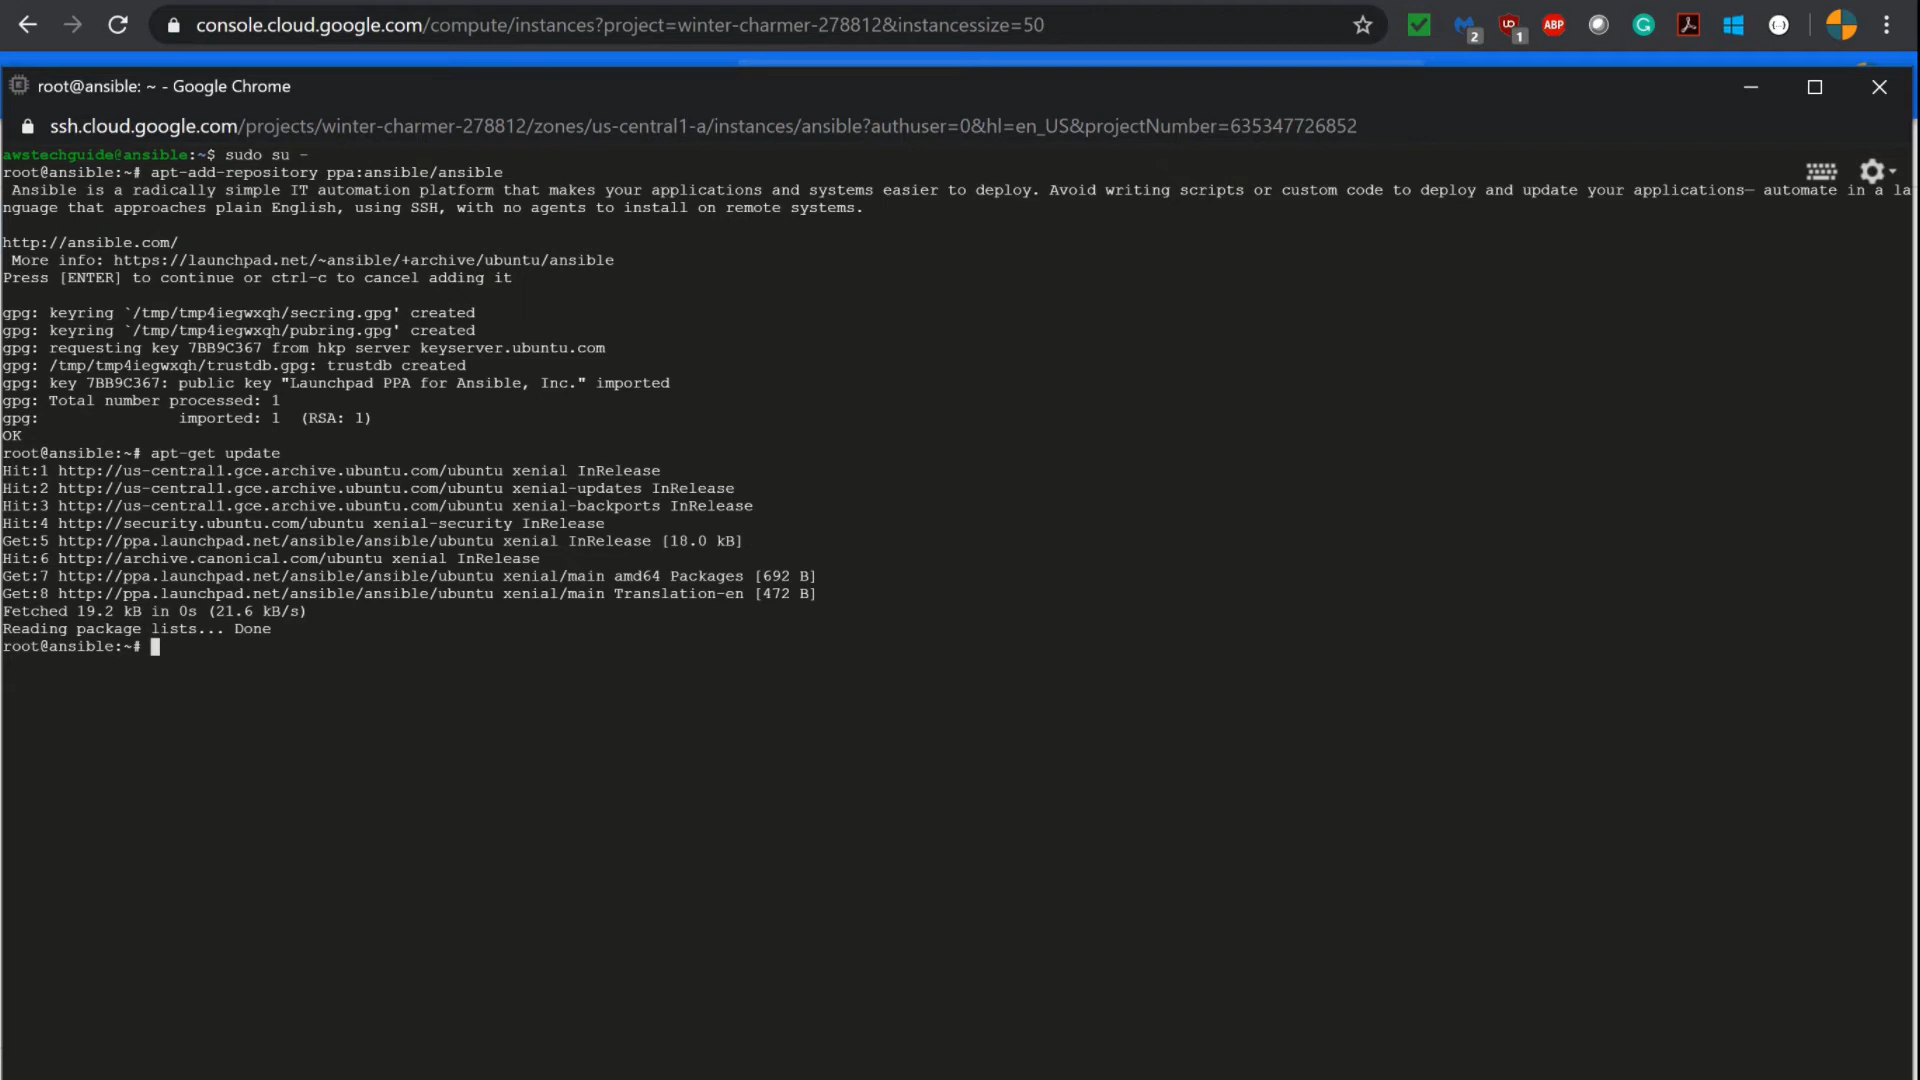 console.cloud.google.com/compute/instances?project=winter-charmer-278812&instancessize=50
2
UD
1
ABP
G
root@ansible: ~ - Google Chrome
ssh.cloud.google.com/projects/winter-charmer-278812/zones/us-central1-a/instances/ansible?authuser=0&hl=en_US&projectNumber=635347726852
awstechguide@ansible:~$ sudo su -
root@ansible:~# apt-add-repository ppa:ansible/ansible
 Ansible is a radically simple IT automation platform that makes your applications and systems easier to deploy. Avoid writing scripts or custom code to deploy and update your applications— automate in a la
nguage that approaches plain English, using SSH, with no agents to install on remote systems.
http://ansible.com/
 More info: https://launchpad.net/~ansible/+archive/ubuntu/ansible
Press [ENTER] to continue or ctrl-c to cancel adding it
gpg: keyring `/tmp/tmp4iegwxqh/secring.gpg' created
gpg: keyring `/tmp/tmp4iegwxqh/pubring.gpg' created
gpg: requesting key 7BB9C367 from hkp server keyserver.ubuntu.com
gpg: /tmp/tmp4iegwxqh/trustdb.gpg: trustdb created
gpg: key 7BB9C367: public key "Launchpad PPA for Ansible, Inc." imported
gpg: Total number processed: 1
gpg:               imported: 1  (RSA: 1)
OK
root@ansible:~# apt-get update
Hit:1 http://us-central1.gce.archive.ubuntu.com/ubuntu xenial InRelease
Hit:2 http://us-central1.gce.archive.ubuntu.com/ubuntu xenial-updates InRelease
Hit:3 http://us-central1.gce.archive.ubuntu.com/ubuntu xenial-backports InRelease
Hit:4 http://security.ubuntu.com/ubuntu xenial-security InRelease
Get:5 http://ppa.launchpad.net/ansible/ansible/ubuntu xenial InRelease [18.0 kB]
Hit:6 http://archive.canonical.com/ubuntu xenial InRelease
Get:7 http://ppa.launchpad.net/ansible/ansible/ubuntu xenial/main amd64 Packages [692 B]
Get:8 http://ppa.launchpad.net/ansible/ansible/ubuntu xenial/main Translation-en [472 B]
Fetched 19.2 kB in 0s (21.6 kB/s)
Reading package lists... Done
root@ansible:~#